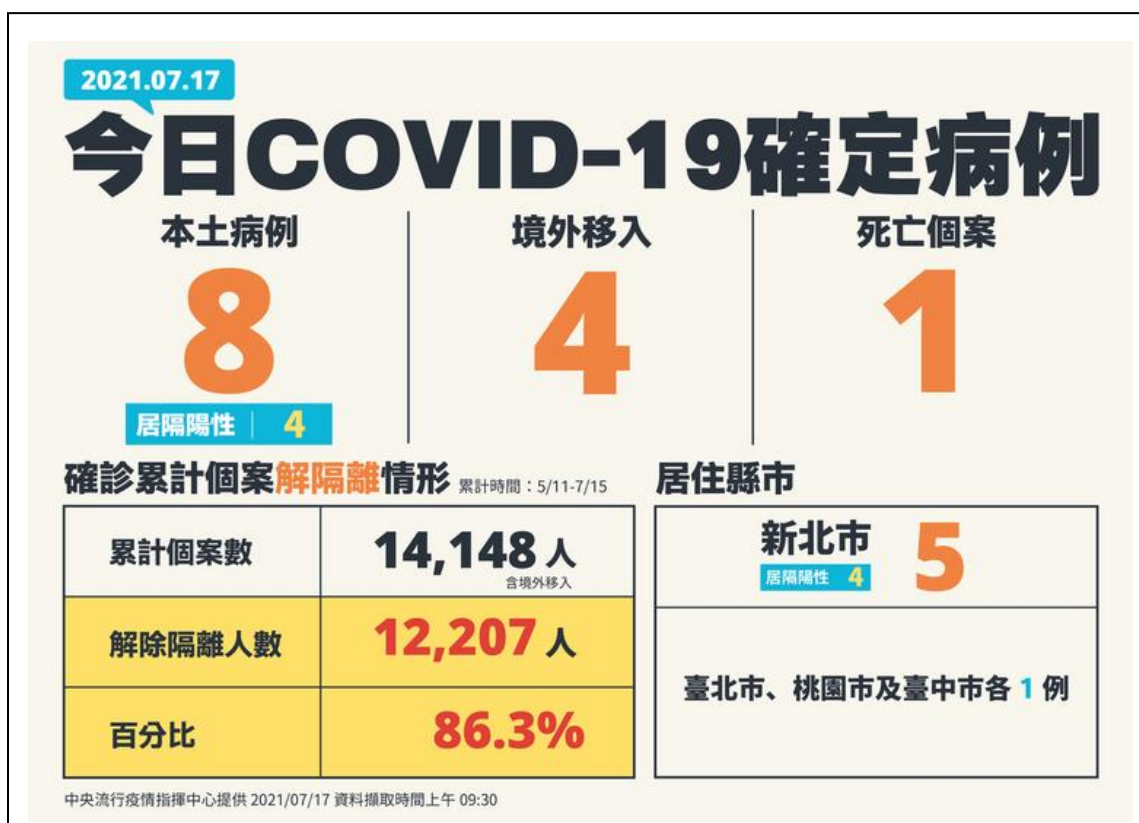 2021.07.17
今日COVID-19確定病例
本土病例
8
居隔陽性 4
境外移入
4
死亡個案
1
確診累計個案解隔離情形 累計時間：5/11-7/15
累計個案數 14,148 人
含境外移入
解除隔離人數 12,207 人
百分比 86.3%
居住縣市
新北市 5
居隔陽性 4
臺北市、桃園市及臺中市各 1 例
中央流行疫情指揮中心提供 2021/07/17 資料擷取時間上午 09:30